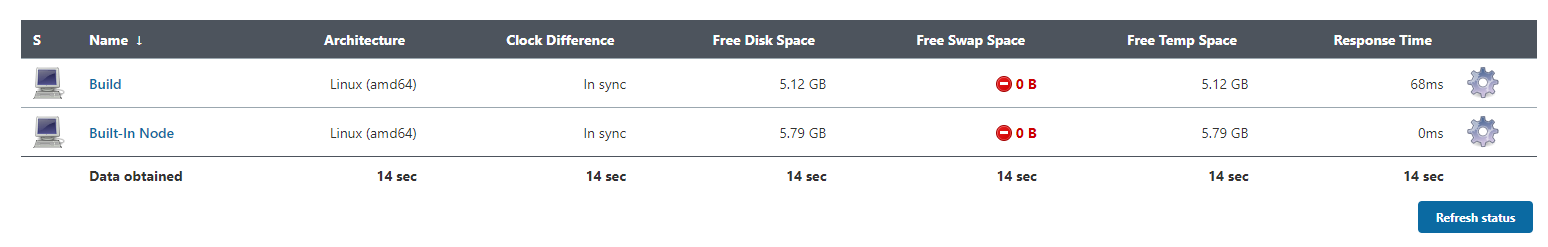 S Name ↓ Architecture Clock Difference Free Disk Space Free Swap Space Free Temp Space Response Time
Build Linux (amd64) In sync 5.12 GB 0 B 5.12 GB 68ms
Built-In Node Linux (amd64) In sync 5.79 GB 0 B 5.79 GB 0ms
Data obtained 14 sec 14 sec 14 sec 14 sec 14 sec 14 sec
Refresh status